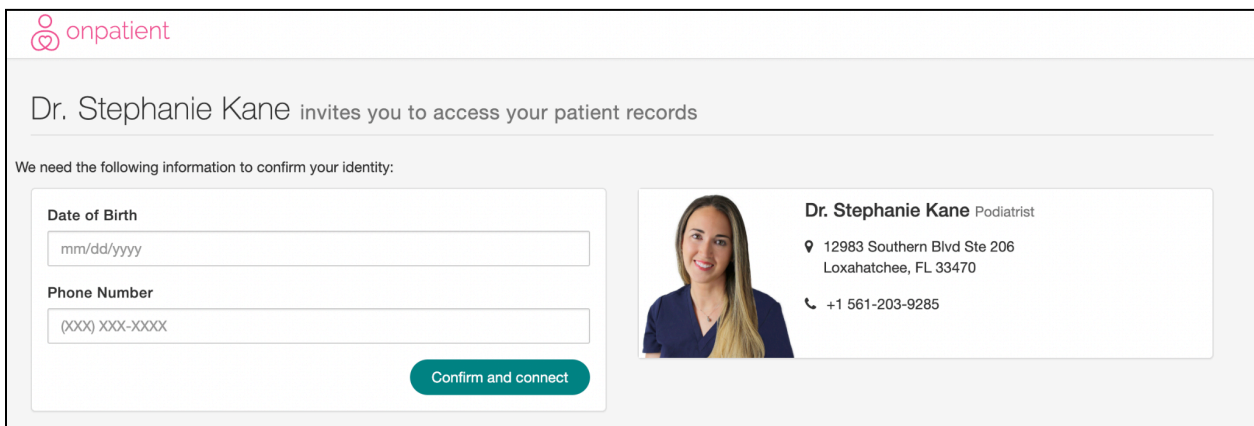 onpatient
Dr. Stephanie Kane invites you to access your patient records
We need the following information to confirm your identity:
Date of Birth
mm/dd/yyyy
Phone Number
(XXX) XXX-XXXX
Confirm and connect
Dr. Stephanie Kane Podiatrist
12983 Southern Blvd Ste 206
Loxahatchee, FL 33470
+1 561-203-9285